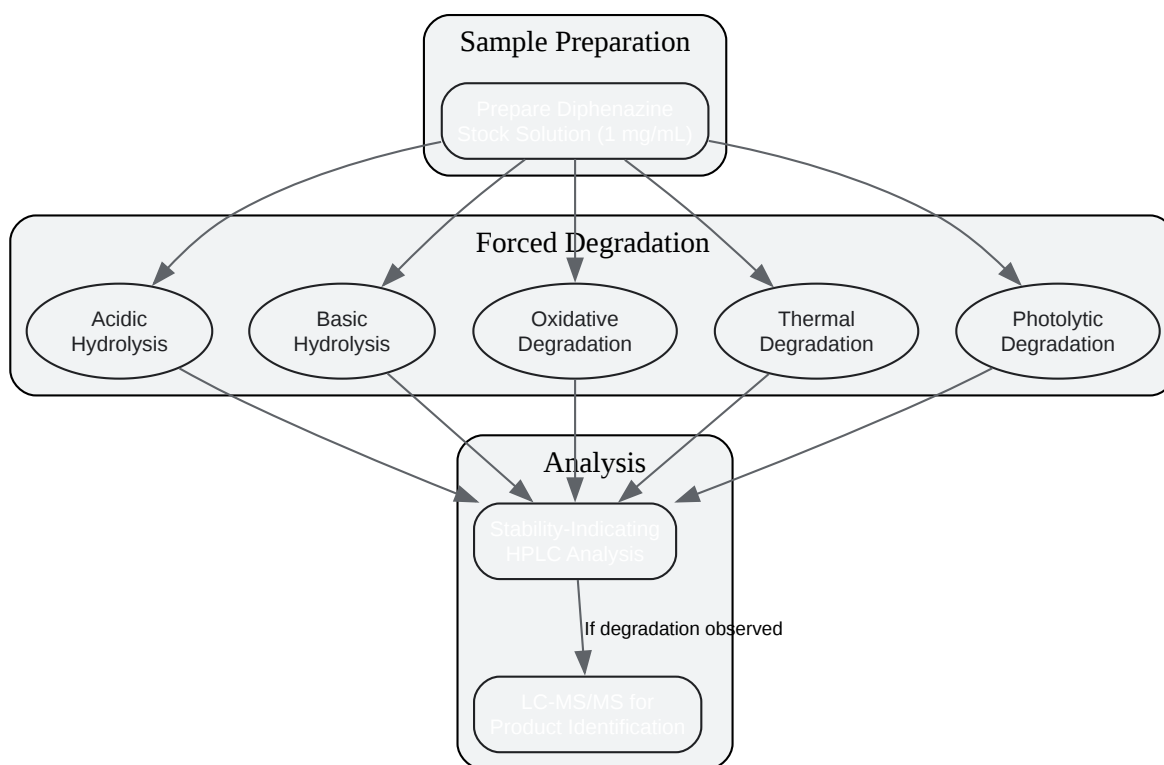 Sample Preparation
Prepare Diphenazine
Stock Solution (1 mg/mL)
Forced Degradation
Acidic
Hydrolysis
Basic
Hydrolysis
Oxidative
Degradation
Thermal
Degradation
Photolytic
Degradation
Analysis
Stability-Indicating
HPLC Analysis
If degradation observed
LC-MS/MS for
Product Identification